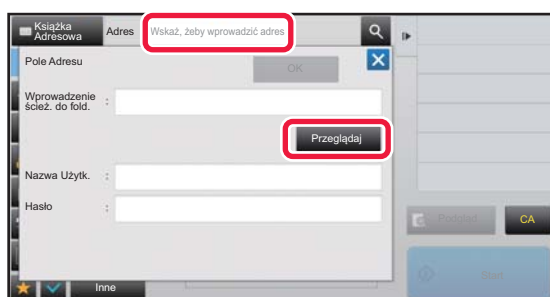 Książka
Adresowa
Adres
Wskaż, żeby wprowadzić adres
Pole Adresu
OK
Wprowadzenie
ścież. do fold. :
Przeglądaj
Nazwa Użytk. :
Hasło :
Podgląd
CA
Start
Inne